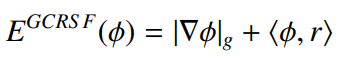 E^{GCRSF}(ϕ) = |∇ϕ|_g + ⟨ϕ, r⟩